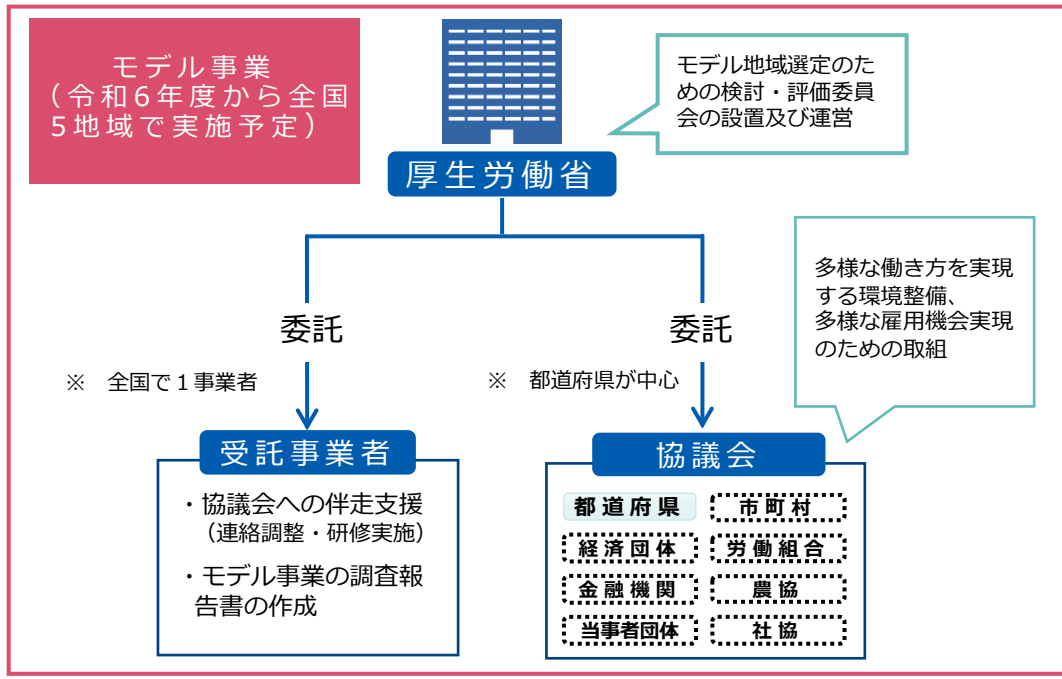 モデル事業
（令和6年度から全国
5地域で実施予定）
モデル地域選定のた
めの検討・評価委員
会の設置及び運営
厚生労働省
多様な働き方を実現
する環境整備、
多様な雇用機会実現
のための取組
委託
委託
※　全国で１事業者
※　都道府県が中心
受託事業者
・協議会への伴走支援
（連絡調整・研修実施）
・モデル事業の調査報
告書の作成
協議会
都道府県
市町村
経済団体
労働組合
金融機関
農協
当事者団体
社協